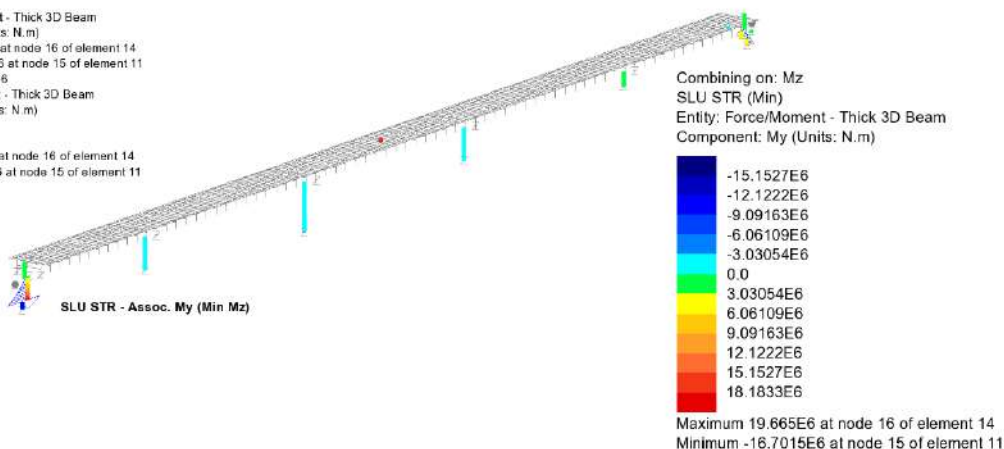 - Thick 3D Beam
s: N.m)
at node 16 of element 14
6 at node 15 of element 11
6
- Thick 3D Beam
s: N.m)
at node 16 of element 14
6 at node 15 of element 11
SLU STR - Assoc. My (Min Mz)
Combining on: Mz
SLU STR (Min)
Entity: Force/Moment - Thick 3D Beam
Component: My (Units: N.m)
-15.1527E6
-12.1222E6
-9.09163E6
-6.06109E6
-3.03054E6
0.0
3.03054E6
6.06109E6
9.09163E6
12.1222E6
15.1527E6
18.1833E6
Maximum 19.665E6 at node 16 of element 14
Minimum -16.7015E6 at node 15 of element 11